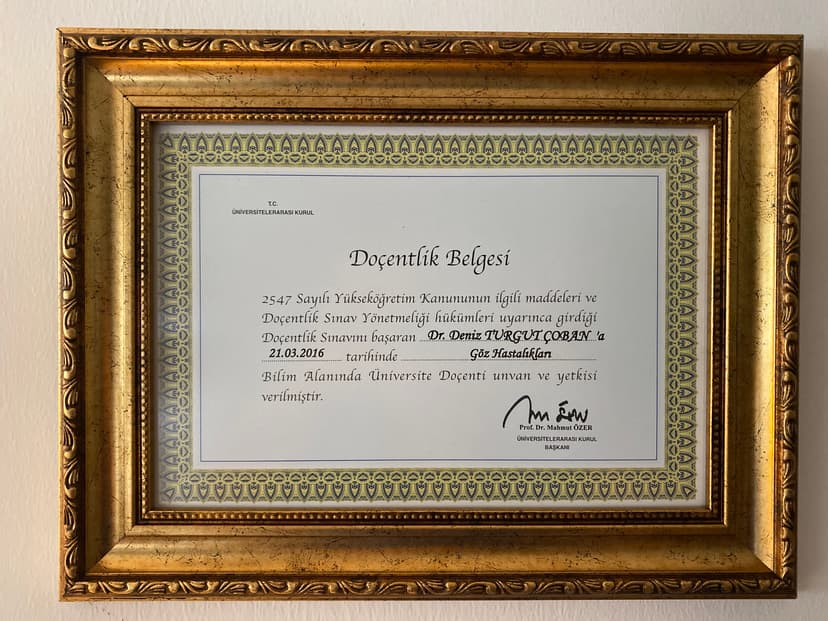 T.C.
ÜNİVERSİTELERARASI KURUL
Doçentlik Belgesi
2547 Sayılı Yükseköğretim Kanununun ilgili maddeleri ve
Doçentlik Sınav Yönetmeliği hükümleri uyarınca girdiği
Doçentlik Sınavını başaran Dr. Deniz TURGUT ÇOBAN 'a
21.03.2016 tarihinde Göz Hastalıkları
Bilim Alanında Üniversite Doçenti unvan ve yetkisi
verilmiştir.
Prof. Dr. Mahmut ÖZER
ÜNİVERSİTELERARASI KURUL
BAŞKANI